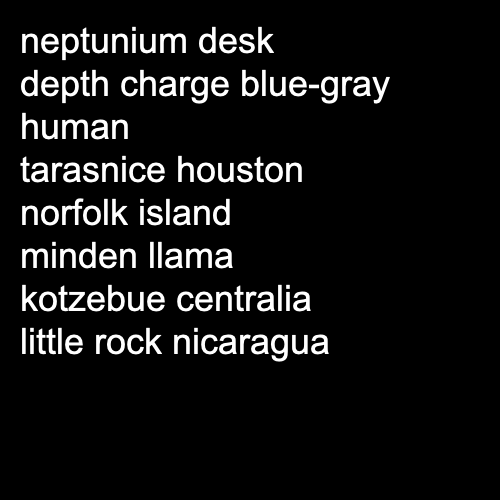 neptunium desk
depth charge blue-gray
human
tarasnice houston
norfolk island
minden llama
kotzebue centralia
little rock nicaragua